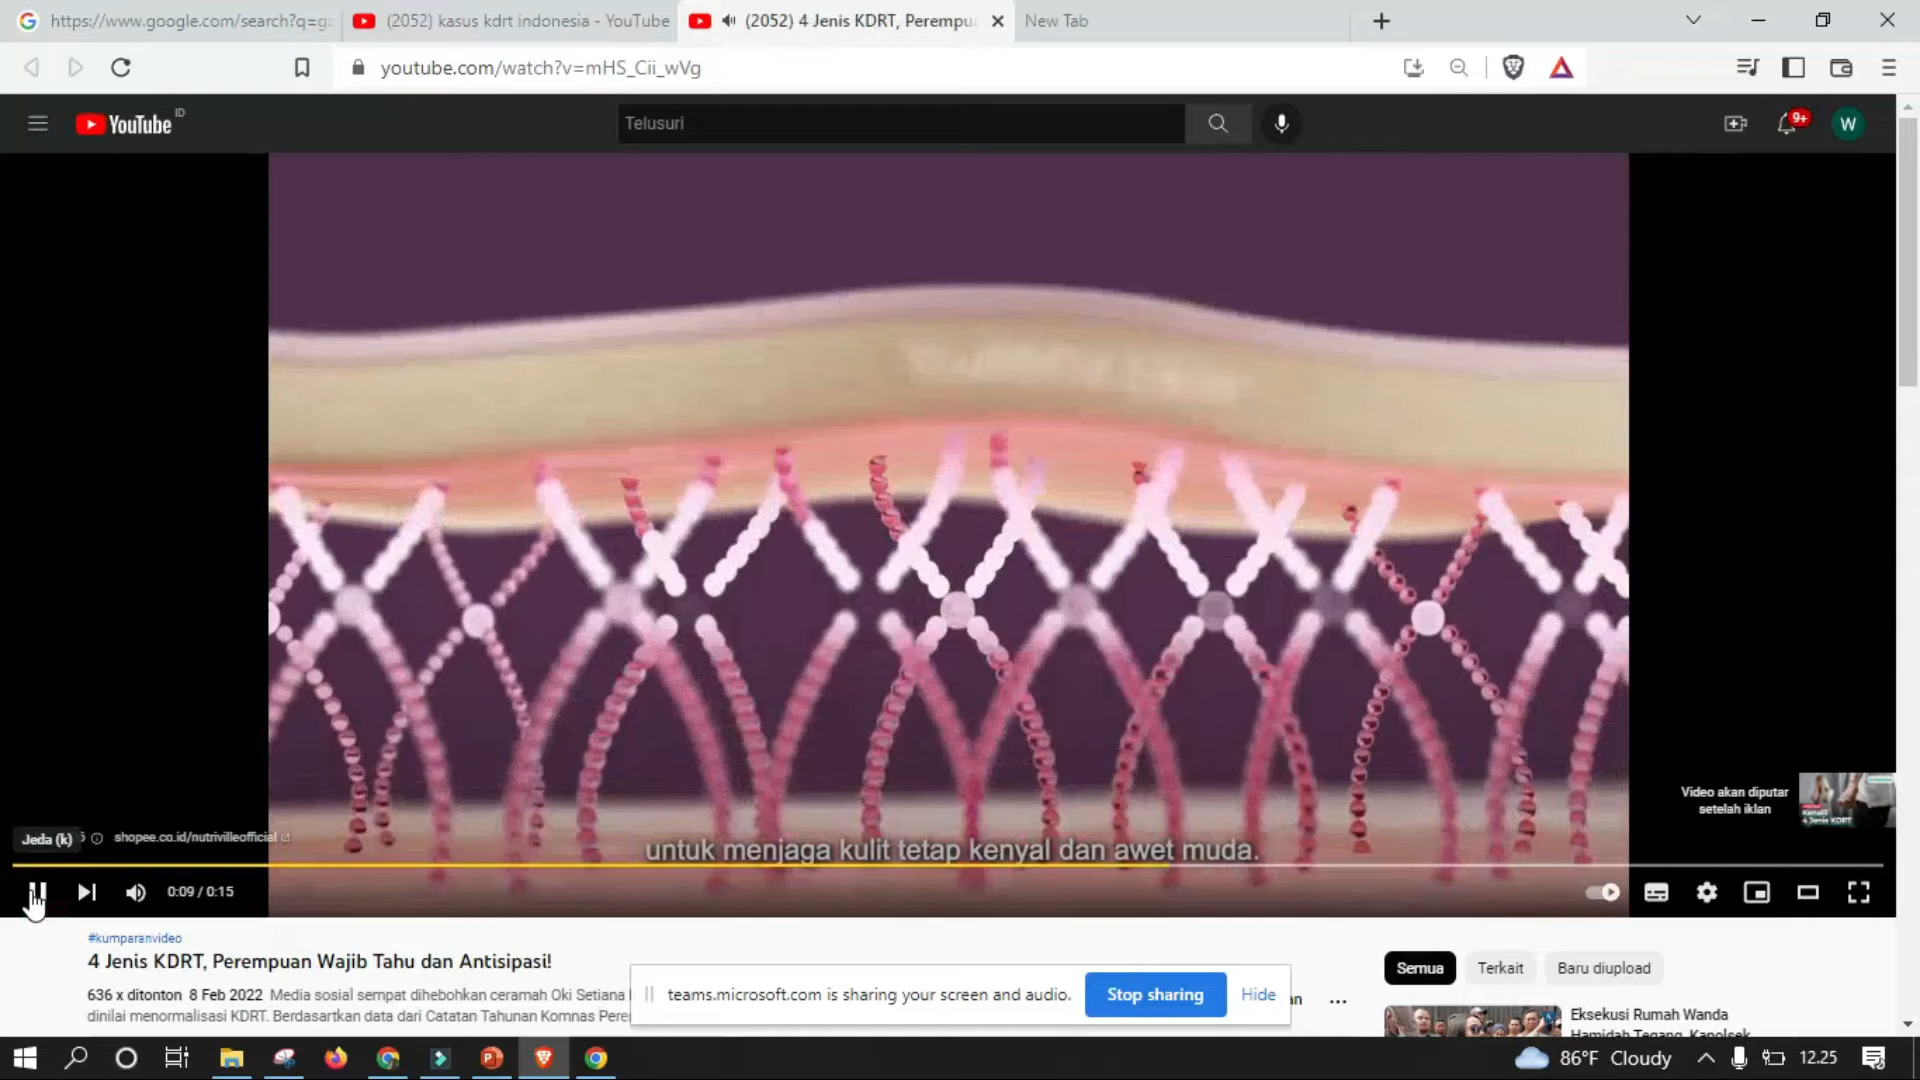 https://www.google.com/search?q=g
(2052) kasus kdrt indonesia - YouTube
(2052) 4 Jenis KDRT, Perempua
New Tab
youtube.com/watch?v=mHS_Cii_wVg
YouTube ID
Telusuri
9+
W
Video akan diputar
setelah iklan
Jeda (k)
shopee.co.id/nutrivilleofficial
untuk menjaga kulit tetap kenyal dan awet muda.
0:09 / 0:15
#kumparanvideo
4 Jenis KDRT, Perempuan Wajib Tahu dan Antisipasi!
636 x ditonton 8 Feb 2022 Media sosial sempat dihebohkan ceramah Oki Setiana
dinilai menormalisasi KDRT. Berdasarkan data dari Catatan Tahunan Komnas Pere
teams.microsoft.com is sharing your screen and audio.
Stop sharing
Hide
an
Semua
Terkait
Baru diupload
Eksekusi Rumah Wanda
Hamidah Tegang, Kapolsek
86°F Cloudy
12.25